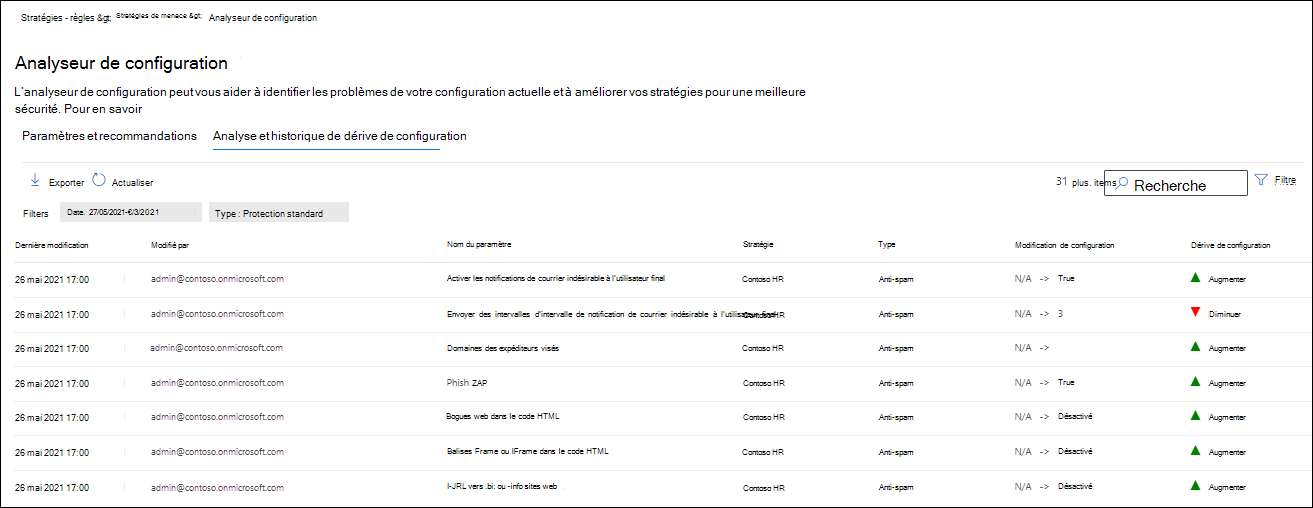 Stratégies - règles &gt; Stratégies de menace &gt; Analyseur de configuration
Analyseur de configuration
L'analyseur de configuration peut vous aider à identifier les problèmes de votre configuration actuelle et à améliorer vos stratégies pour une meilleure
sécurité. Pour en savoir
Paramètres et recommandations Analyse et historique de dérive de configuration
Exporter Actualiser 31 plus. items Recherche Filtre
Filters Date. 27/05/2021-€/3/2021 Type : Protection standard
Dernière modification Modifié par Nom du paramètre Stratégie Type Modification de configuration Dérive de configuration
26 mai 2021 17:00 admin@contoso.onmicrosoft.com Activer les notifications de courrier indésirable à l'utilisateur final Contoso HR Anti-spam N/A -> True Augmenter
26 mai 2021 17:00 admin@contoso.onmicrosoft.com Envoyer des intervalles d'intervalle de notification de courrier indésirable à l'utilisateur final Contoso HR Anti-spam N/A -> 3 Diminuer
26 mai 2021 17:00 admin@contoso.onmicrosoft.com Domaines des expéditeurs visés Contoso HR Anti-spam N/A -> Augmenter
26 mai 2021 17:00 admin@contoso.onmicrosoft.com Phish ZAP Contoso HR Anti-spam N/A -> True Augmenter
26 mai 2021 17:00 admin@contoso.onmicrosoft.com Bogues web dans le code HTML Contoso HR Anti-spam N/A -> Désactivé Augmenter
26 mai 2021 17:00 admin@contoso.onmicrosoft.com Balises Frame ou IFrame dans le code HTML Contoso HR Anti-spam N/A -> Désactivé Augmenter
26 mai 2021 17:00 admin@contoso.onmicrosoft.com I-JRL vers .bi: ou -info sites web Contoso HR Anti-spam N/A -> Désactivé Augmenter